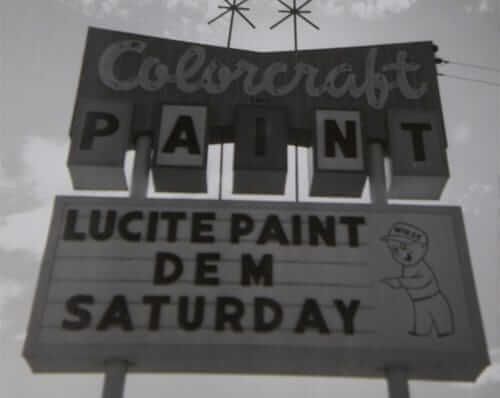 Colorcraft
PAINT
LUCITE PAINT
DEM
SATURDAY